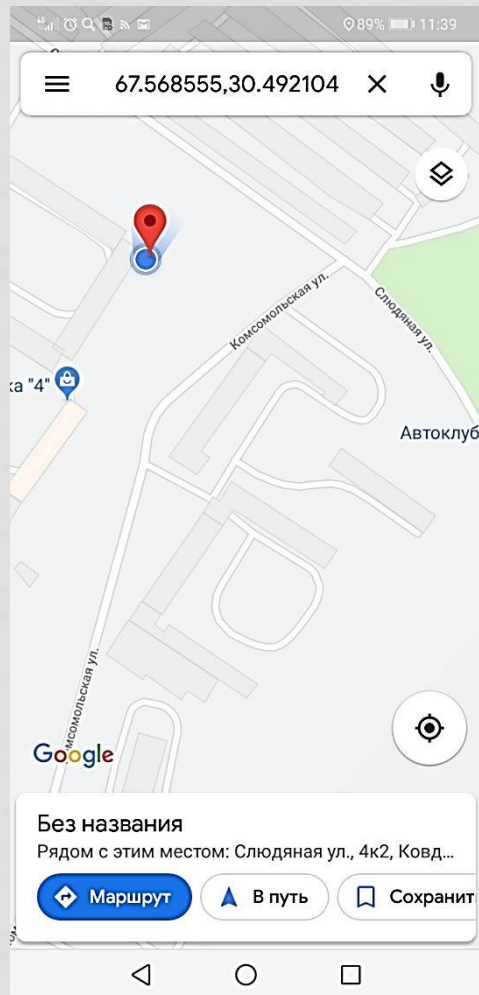 89% 11:39
67.568555,30.492104
Комсомольская ул.
Слюдяная ул.
ка "4"
Автоклуб
Комсомольская ул.
Google
Без названия
Рядом с этим местом: Слюдяная ул., 4к2, Ковд...
Маршрут
В путь
Сохранит